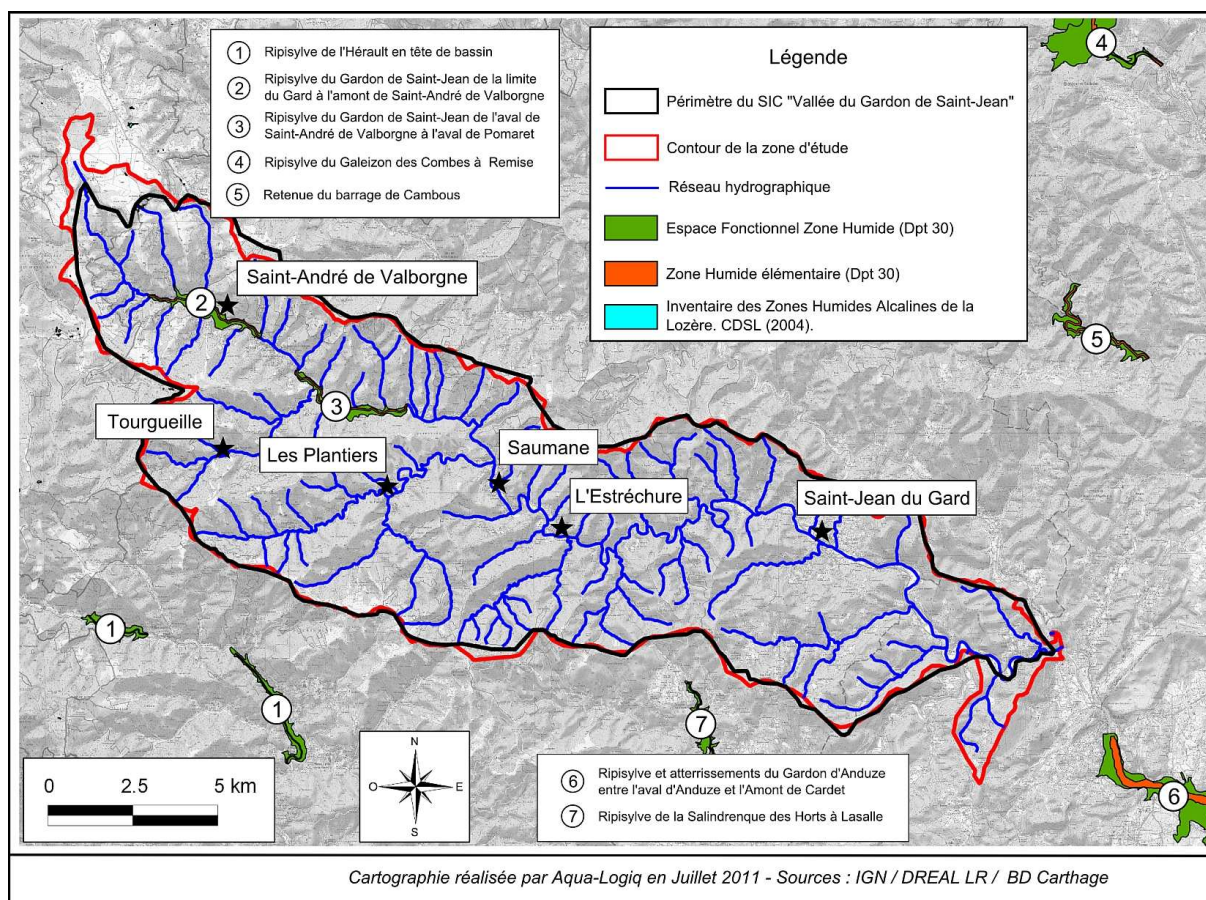 1 Ripisylve de l'Hérault en tête de bassin
2 Ripisylve du Gardon de Saint-Jean de la limite
du Gard à l'amont de Saint-André de Valborgne
3 Ripisylve du Gardon de Saint-Jean de l'aval de
Saint-André de Valborgne à l'aval de Pomaret
4 Ripisylve du Galeizon des Combes à Remise
5 Retenue du barrage de Cambous
Légende
Périmètre du SIC "Vallée du Gardon de Saint-Jean"
Contour de la zone d'étude
Réseau hydrographique
Espace Fonctionnel Zone Humide (Dpt 30)
Zone Humide élémentaire (Dpt 30)
Inventaire des Zones Humides Alcalines de la
Lozère. CDSL (2004).
4
Saint-André de Valborgne
2
5
3
Tourgueille
Les Plantiers
Saumane
L'Estréchure
Saint-Jean du Gard
1
1
7
6
0 2.5 5 km
N
O E
S
6 Ripisylve et atterrissements du Gardon d'Anduze
entre l'aval d'Anduze et l'Amont de Cardet
7 Ripisylve de la Salindrenque des Horts à Lasalle
Cartographie réalisée par Aqua-Logiq en Juillet 2011 - Sources : IGN / DREAL LR / BD Carthage